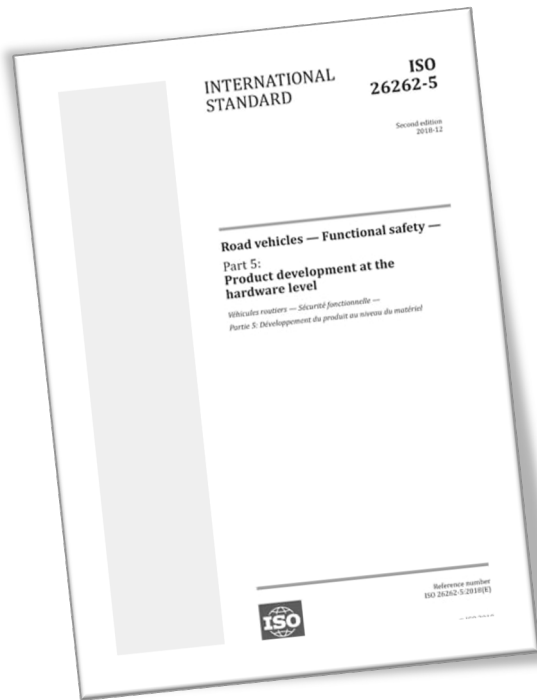 INTERNATIONAL
STANDARD
ISO
26262-5
Second edition
2018-12
Road vehicles — Functional safety —
Part 5:
Product development at the
hardware level
Véhicules routiers — Sécurité fonctionnelle —
Partie 5: Développement du produit au niveau du matériel
Reference number
ISO 26262-5:2018(E)
ISO